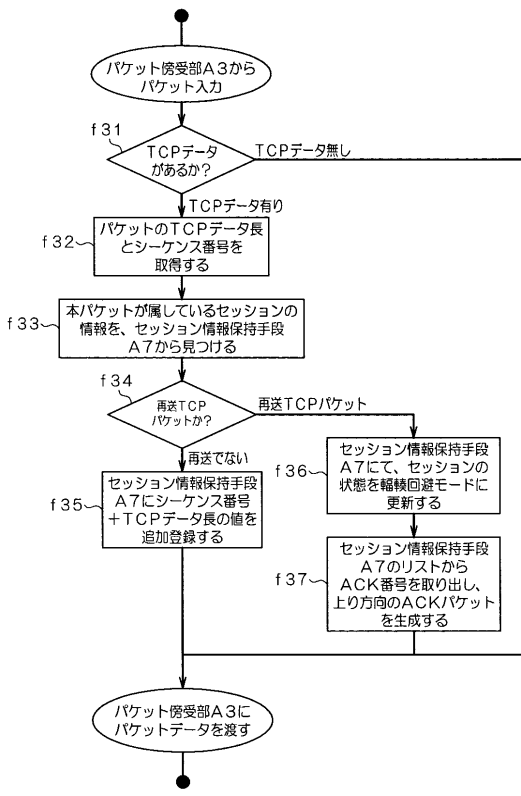 パケット傍受部A3から
パケット入力
f31
TCPデータ
があるか？
TCPデータ無し
TCPデータ有り
f32
パケットのTCPデータ長
とシーケンス番号を
取得する
f33
本パケットが属しているセッションの
情報を、セッション情報保持手段
A7から見つける
f34
再送TCP
パケットか？
再送TCPパケット
再送でない
f35
セッション情報保持手段
A7にシーケンス番号
＋TCPデータ長の値を
追加登録する
f36
セッション情報保持手段
A7にて、セッションの
状態を輻輳回避モードに
更新する
f37
セッション情報保持手段
A7のリストから
ACK番号を取り出し、
上り方向のACKパケット
を生成する
パケット傍受部A3に
パケットデータを渡す